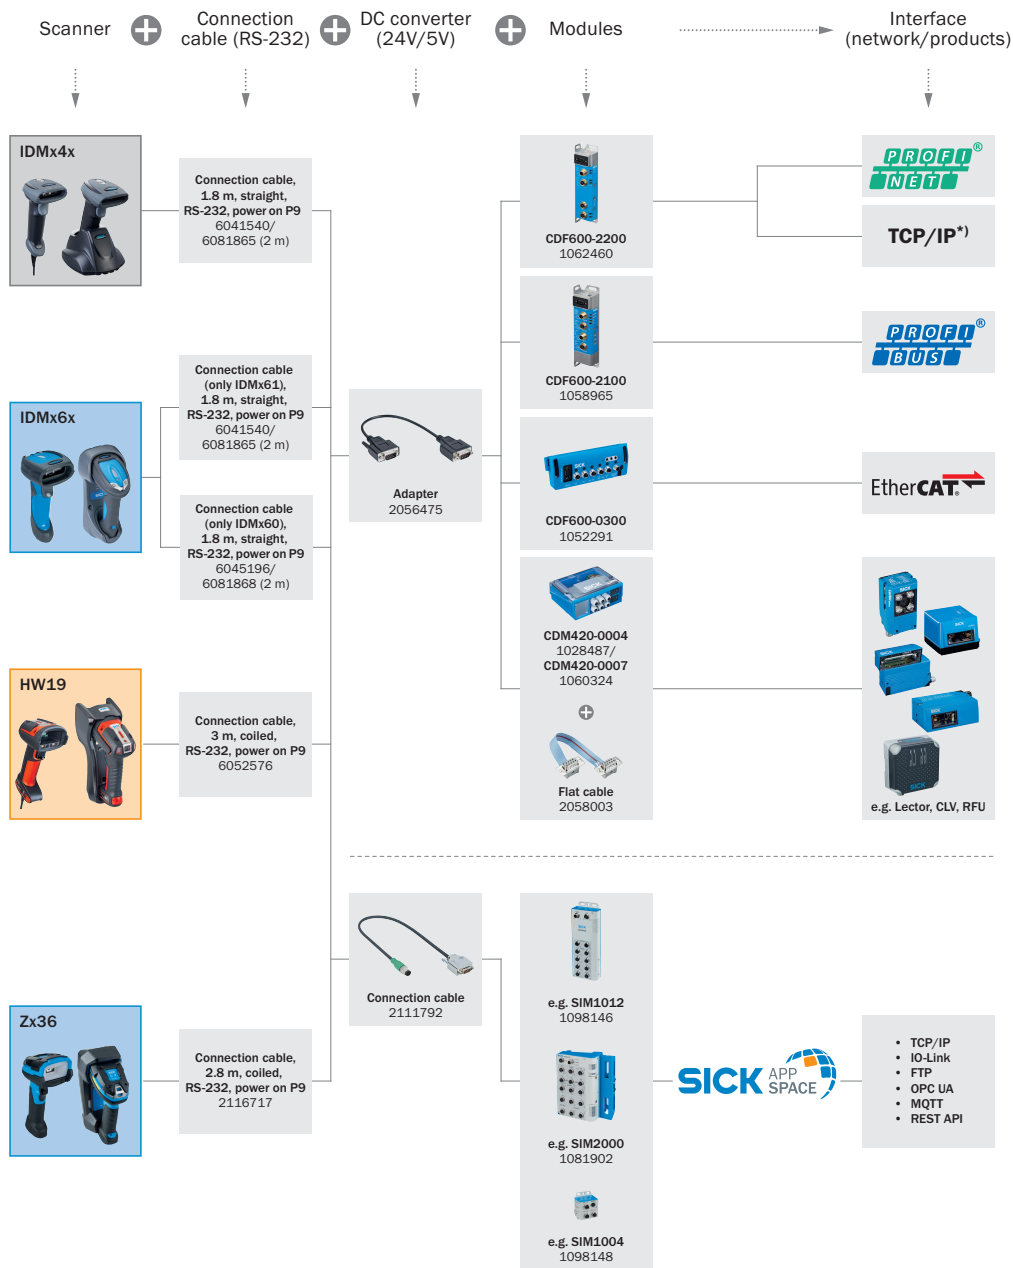 Scanner
Connection
cable (RS-232)
DC converter
(24V/5V)
Modules
Interface
(network/products)
IDMx4x
Connection cable,
1.8 m, straight,
RS-232, power on P9
6041540/
6081865 (2 m)
CDF600-2200
1062460
PROFI
NET®
TCP/IP*)
CDF600-2100
1058965
PROFI
BUS®
IDMx6x
Connection cable
(only IDMx61),
1.8 m, straight,
RS-232, power on P9
6041540/
6081865 (2 m)
Connection cable
(only IDMx60),
1.8 m, straight,
RS-232, power on P9
6045196/
6081868 (2 m)
Adapter
2056475
SICK
CDF600-0300
1052291
EtherCAT®
SICK
CDM420-0004
1028487/
CDM420-0007
1060324
Flat cable
2058003
SICK
SICK
SICK
e.g. Lector, CLV, RFU
HW19
Connection cable,
3 m, coiled,
RS-232, power on P9
6052576
Connection cable
2111792
SICK
e.g. SIM1012
1098146
e.g. SIM2000
1081902
e.g. SIM1004
1098148
Zx36
Connection cable,
2.8 m, coiled,
RS-232, power on P9
2116717
SICK APP
SPACE
• TCP/IP
• IO-Link
• FTP
• OPC UA
• MQTT
• REST API